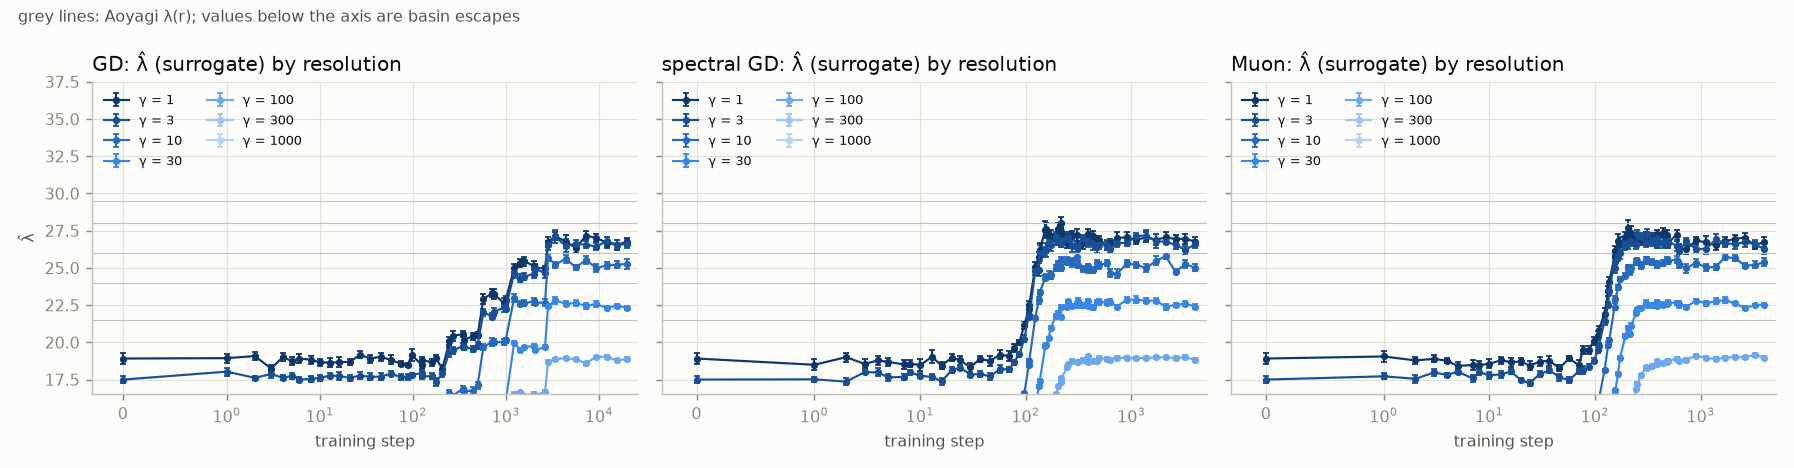 grey lines: Aoyagi λ(r); values below the axis are basin escapes
GD: λ̂ (surrogate) by resolution
spectral GD: λ̂ (surrogate) by resolution
Muon: λ̂ (surrogate) by resolution
37.5
35.0
32.5
30.0
27.5
25.0
22.5
20.0
17.5
λ̂
γ = 1
γ = 3
γ = 10
γ = 30
γ = 100
γ = 300
γ = 1000
γ = 1
γ = 3
γ = 10
γ = 30
γ = 100
γ = 300
γ = 1000
γ = 1
γ = 3
γ = 10
γ = 30
γ = 100
γ = 300
γ = 1000
0 10⁰ 10¹ 10² 10³ 10⁴
0 10⁰ 10¹ 10² 10³
0 10⁰ 10¹ 10² 10³
training step
training step
training step